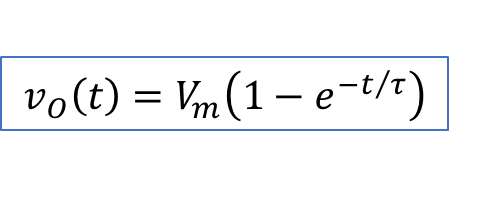 v_O(t) = V_m(1 − e^{−t/τ})